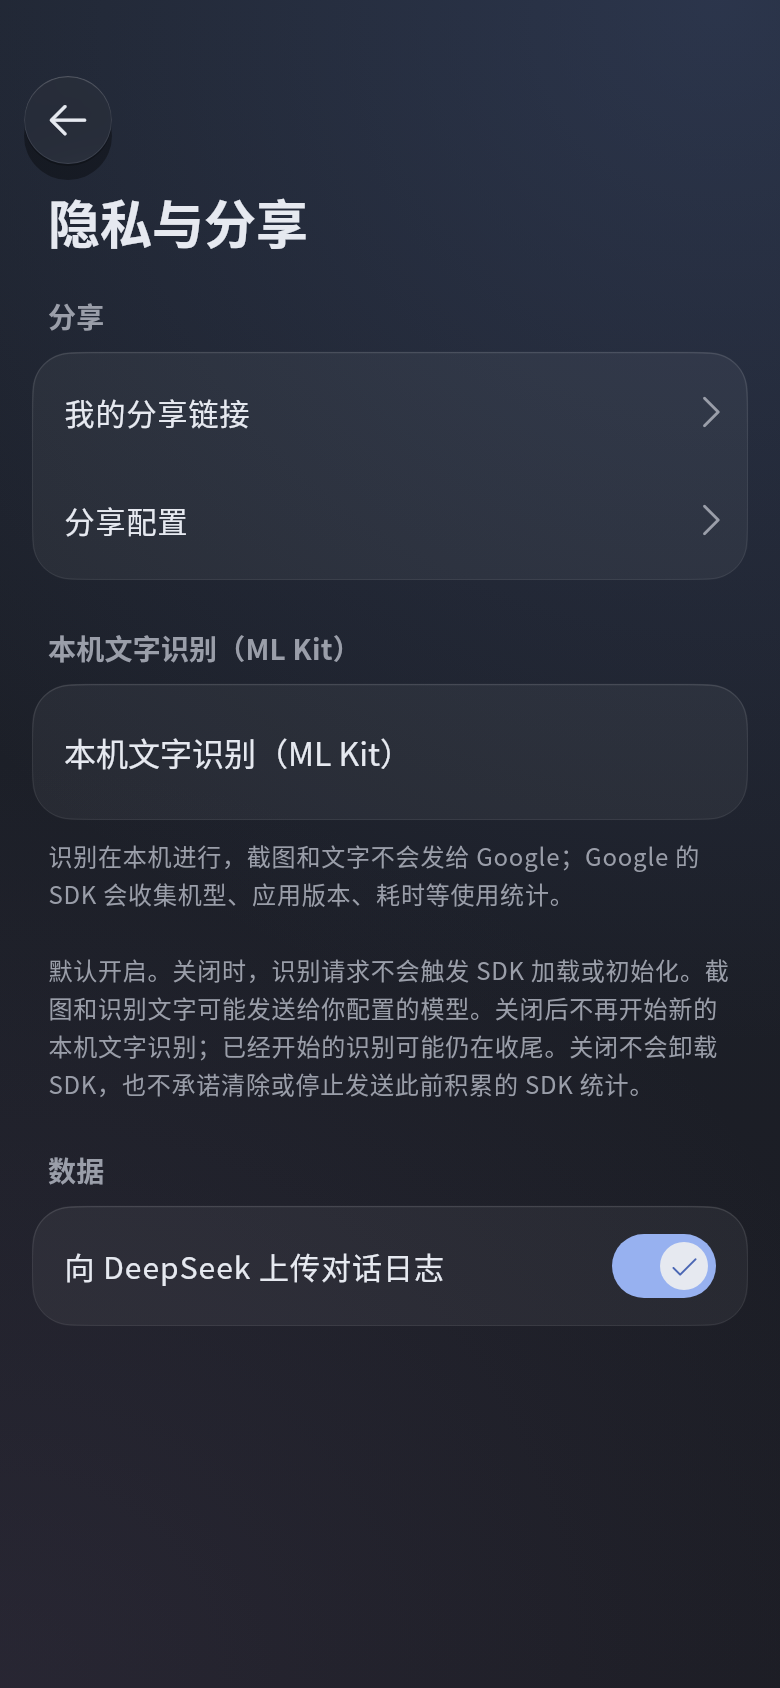 隐私与分享
分享
我的分享链接
分享配置
本机文字识别（ML Kit）
本机文字识别（ML Kit）
识别在本机进行，截图和文字不会发给 Google；Google 的
SDK 会收集机型、应用版本、耗时等使用统计。
默认开启。关闭时，识别请求不会触发 SDK 加载或初始化。截
图和识别文字可能发送给你配置的模型。关闭后不再开始新的
本机文字识别；已经开始的识别可能仍在收尾。关闭不会卸载
SDK，也不承诺清除或停止发送此前积累的 SDK 统计。
数据
向 DeepSeek 上传对话日志